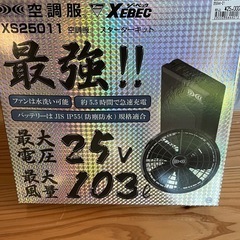 空調服 XEBEC
XS25011 空調服 スターターキット
最強!!
ファンは水洗い可能 約5.5時間で急速充電
バッテリーはJIS IP55(防塵防水)規格適合
最大電圧 25V
最大風量 103ℓ